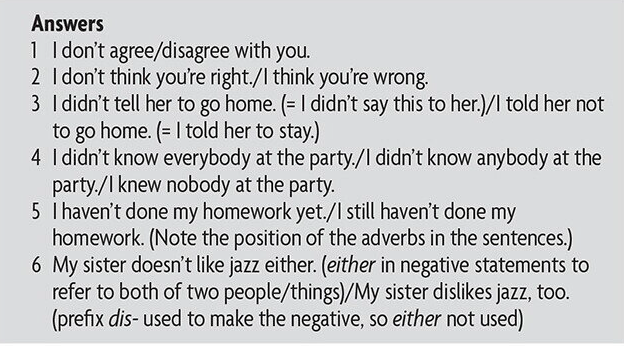 Answers
1 I don’t agree/disagree with you.
2 I don’t think you’re right./I think you’re wrong.
3 I didn’t tell her to go home. (= I didn’t say this to her.)/I told her not
to go home. (= I told her to stay.)
4 I didn’t know everybody at the party./I didn’t know anybody at the
party./I knew nobody at the party.
5 I haven’t done my homework yet./I still haven’t done my
homework. (Note the position of the adverbs in the sentences.)
6 My sister doesn’t like jazz either. (either in negative statements to
refer to both of two people/things)/My sister dislikes jazz, too.
(prefix dis- used to make the negative, so either not used)